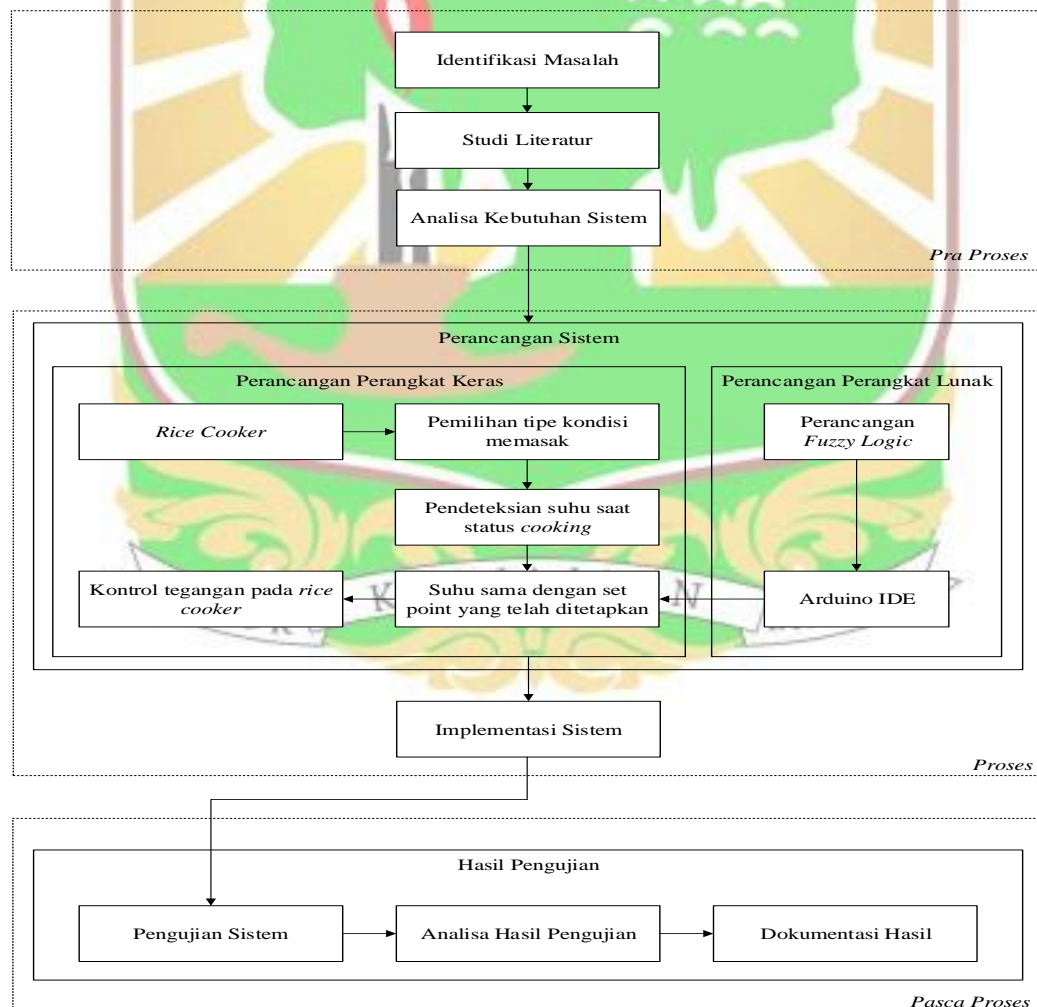 Identifikasi Masalah
Studi Literatur
Analisa Kebutuhan Sistem
Pra Proses
Perancangan Sistem
Perancangan Perangkat Keras
Perancangan Perangkat Lunak
Rice Cooker
Pemilihan tipe kondisi
memasak
Perancangan
Fuzzy Logic
Pendeteksian suhu saat
status cooking
Kontrol tegangan pada rice
cooker
Suhu sama dengan set
point yang telah ditetapkan
Arduino IDE
Implementasi Sistem
Proses
Hasil Pengujian
Pengujian Sistem
Analisa Hasil Pengujian
Dokumentasi Hasil
Pasca Proses